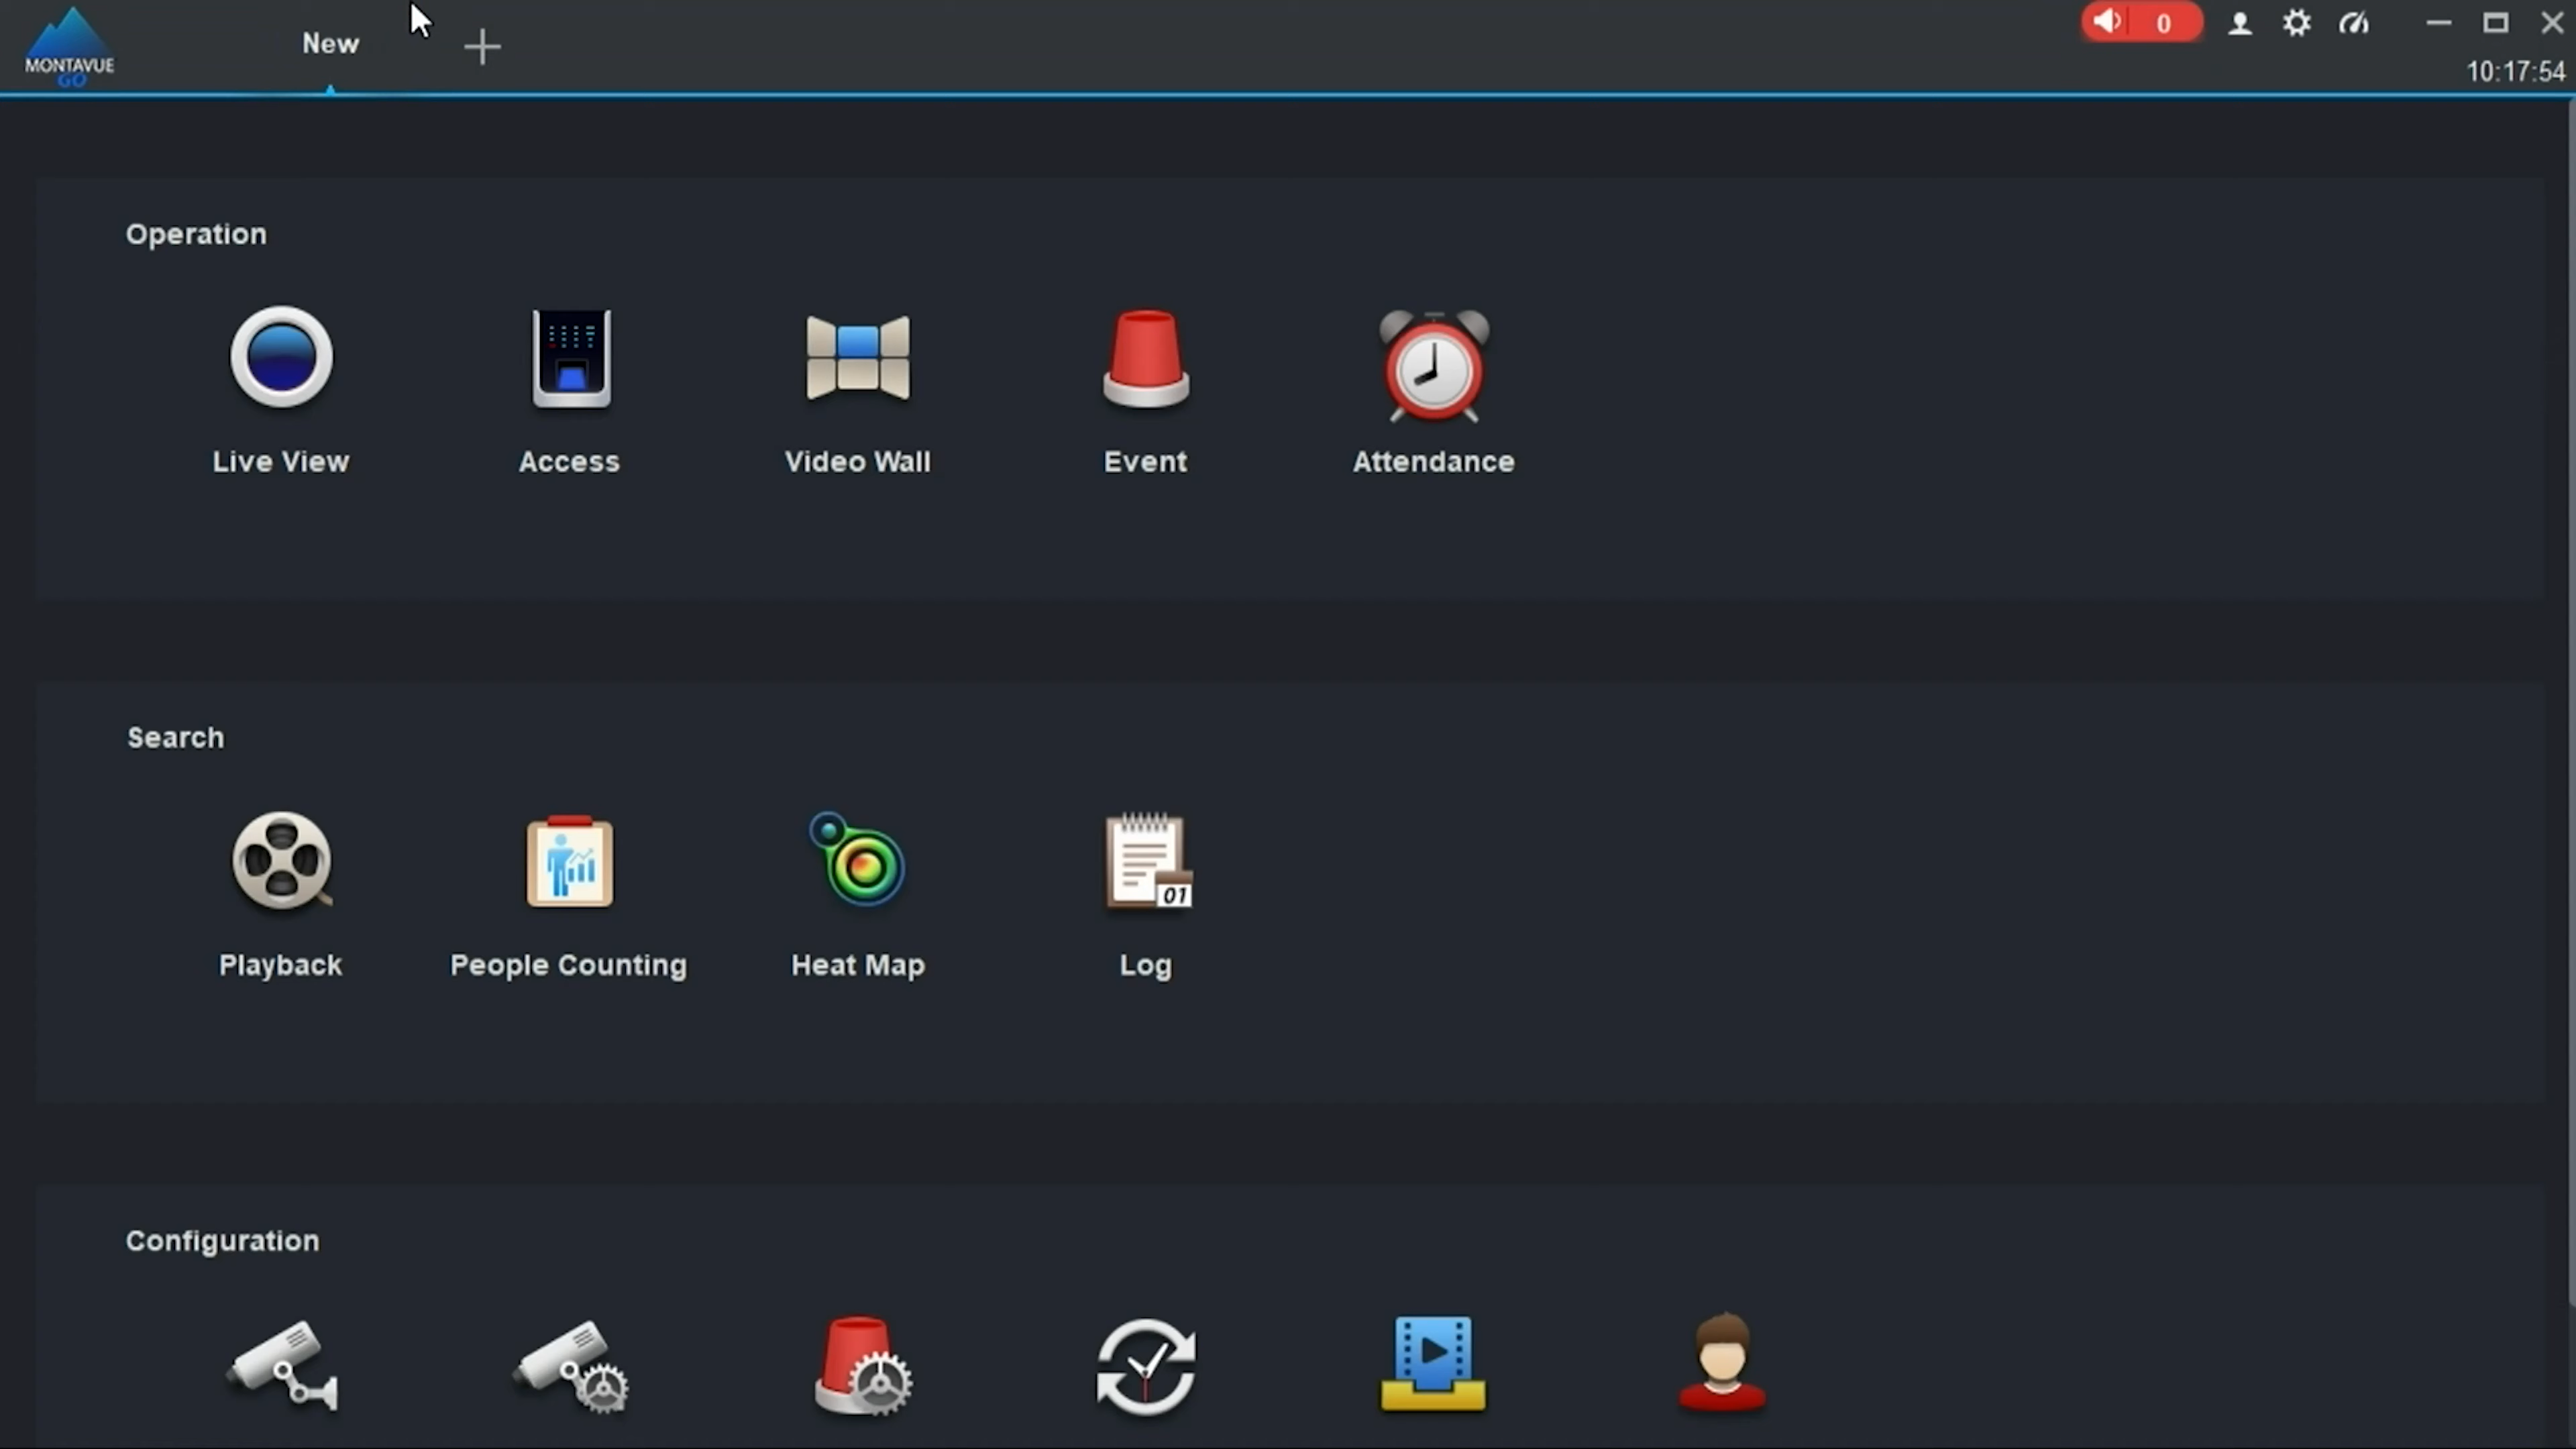 MONTAVUE
GO
New
0
10:17:54
Operation
Live View
Access
Video Wall
Event
Attendance
Search
01
Playback
People Counting
Heat Map
Log
Configuration